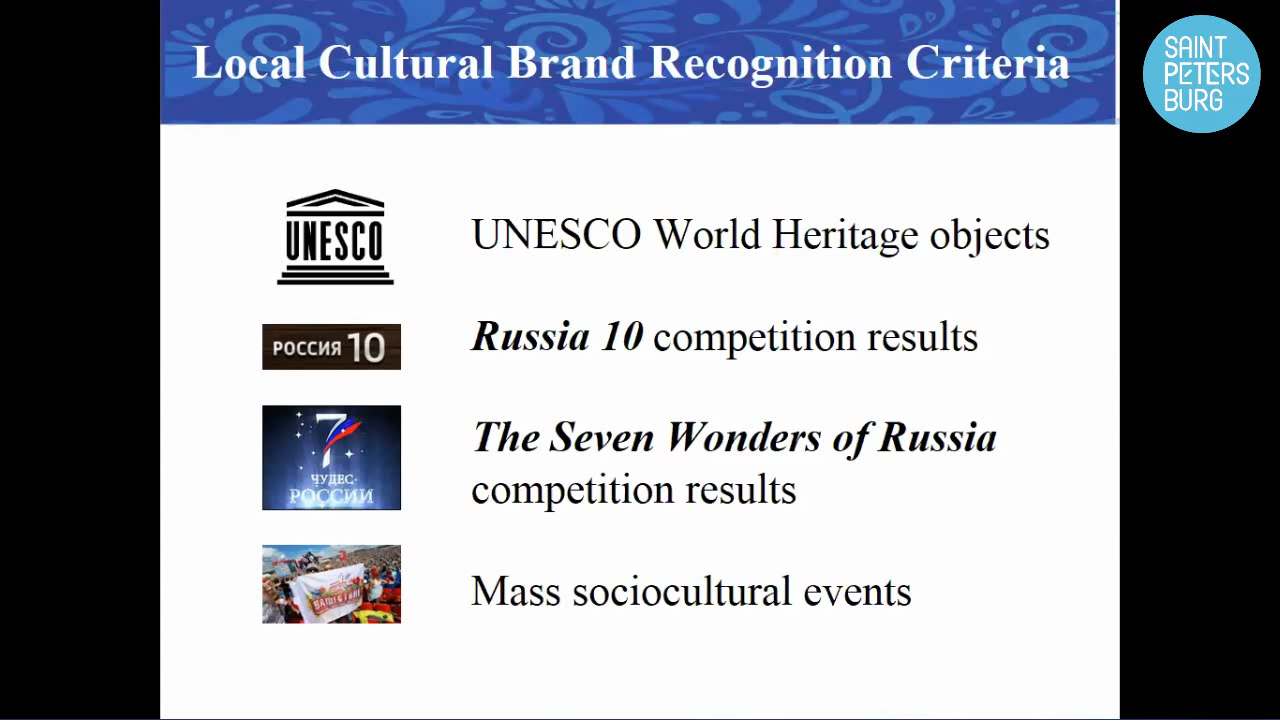 Local Cultural Brand Recognition Criteria
SAINT
PETERS
BURG
UNESCO
UNESCO World Heritage objects
РОССИЯ 10
Russia 10 competition results
7
ЧУДЕС
РОССИИ
The Seven Wonders of Russia
competition results
Mass sociocultural events